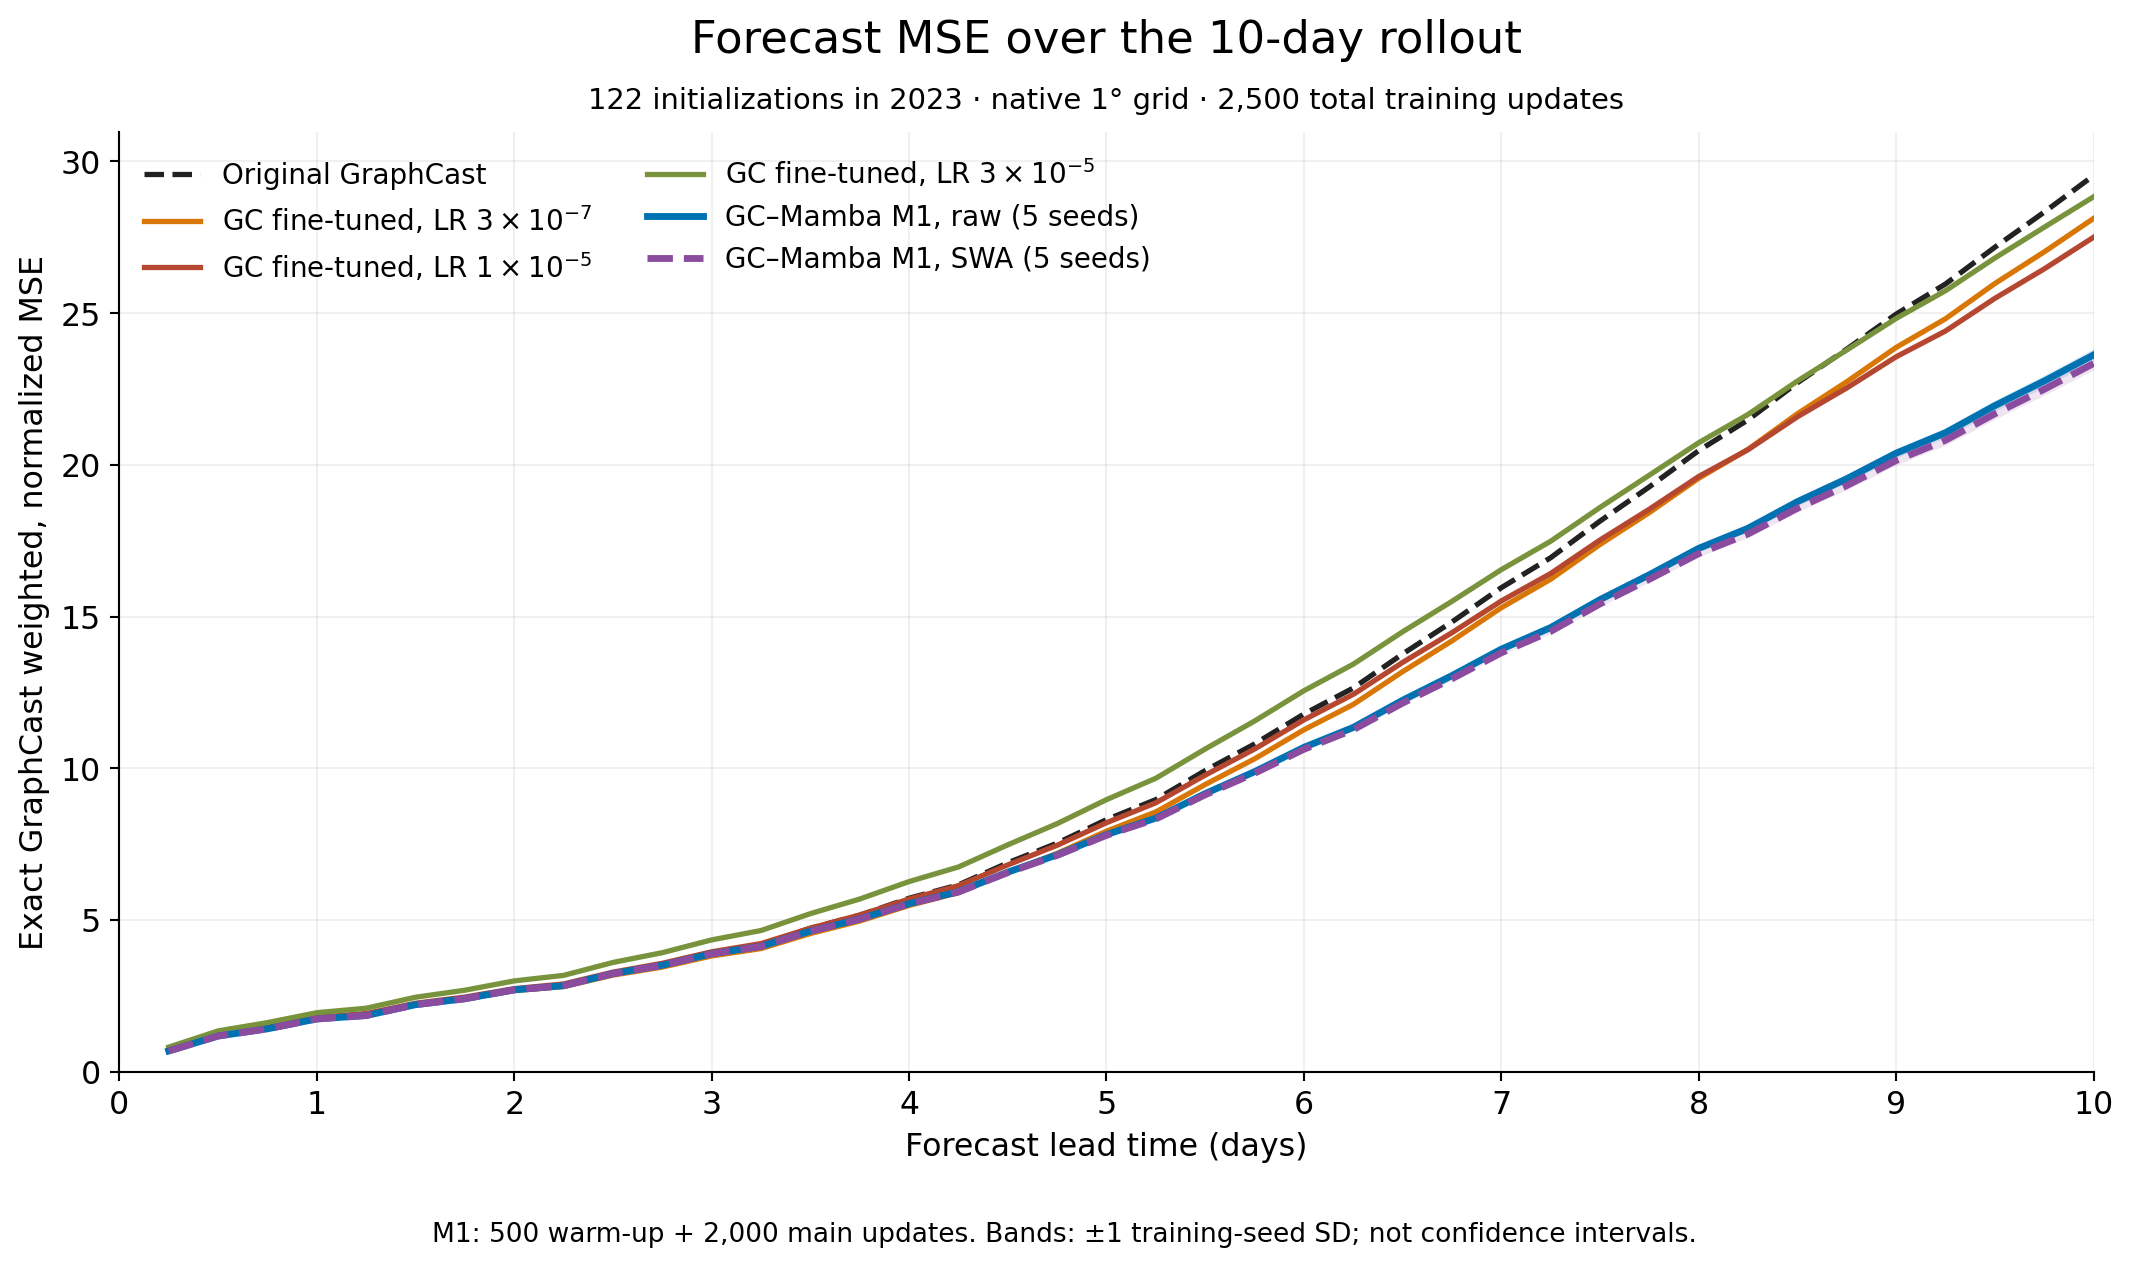 Forecast MSE over the 10-day rollout
122 initializations in 2023 · native 1° grid · 2,500 total training updates
Original GraphCast
GC fine-tuned, LR 3 × 10⁻⁷
GC fine-tuned, LR 1 × 10⁻⁵
GC fine-tuned, LR 3 × 10⁻⁵
GC–Mamba M1, raw (5 seeds)
GC–Mamba M1, SWA (5 seeds)
Exact GraphCast weighted, normalized MSE
30
25
20
15
10
5
0
0 1 2 3 4 5 6 7 8 9 10
Forecast lead time (days)
M1: 500 warm-up + 2,000 main updates. Bands: ±1 training-seed SD; not confidence intervals.